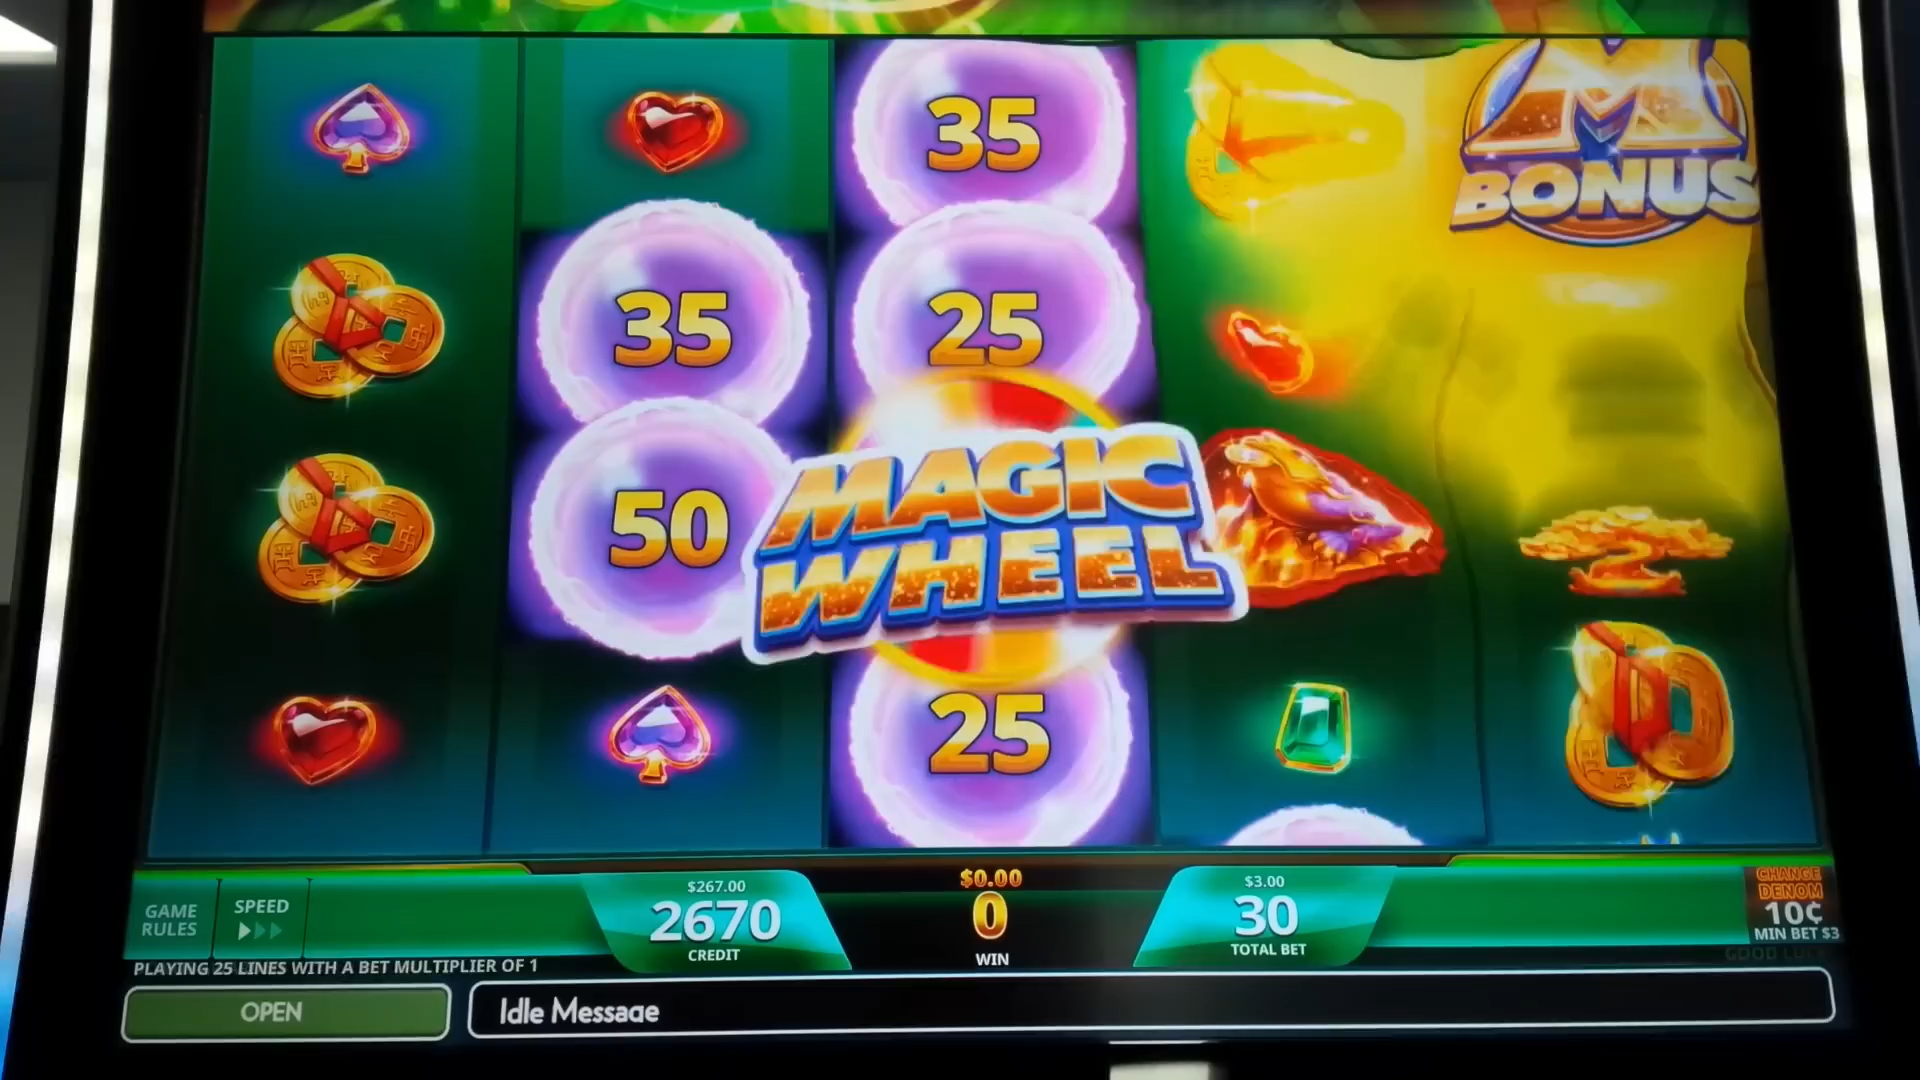 35
M
BONUS
35
25
50
MAGIC
WHEEL
25
GAME
RULES
SPEED
$267.00
2670
CREDIT
$0.00
0
WIN
$3.00
30
TOTAL BET
CHANGE
DENOM
10¢
MIN BET $3
GOOD LUCK
PLAYING 25 LINES WITH A BET MULTIPLIER OF 1
OPEN
Idle Message